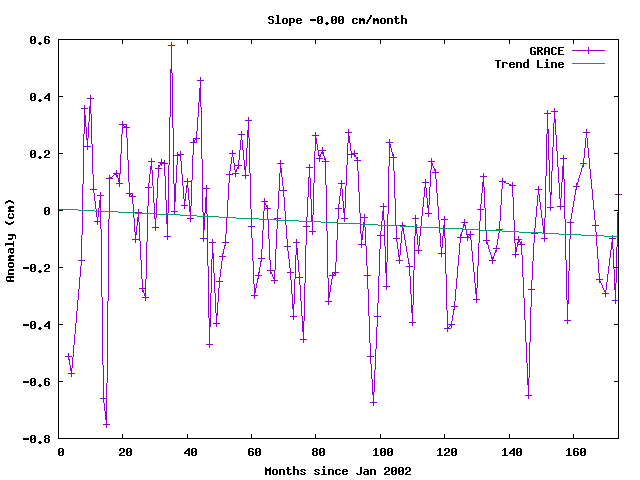 Slope -0.00 cm/month
GRACE
Trend Line
0.6
0.4
0.2
0
-0.2
-0.4
-0.6
-0.8
Anomaly (cm)
0 20 40 60 80 100 120 140 160
Months since Jan 2002